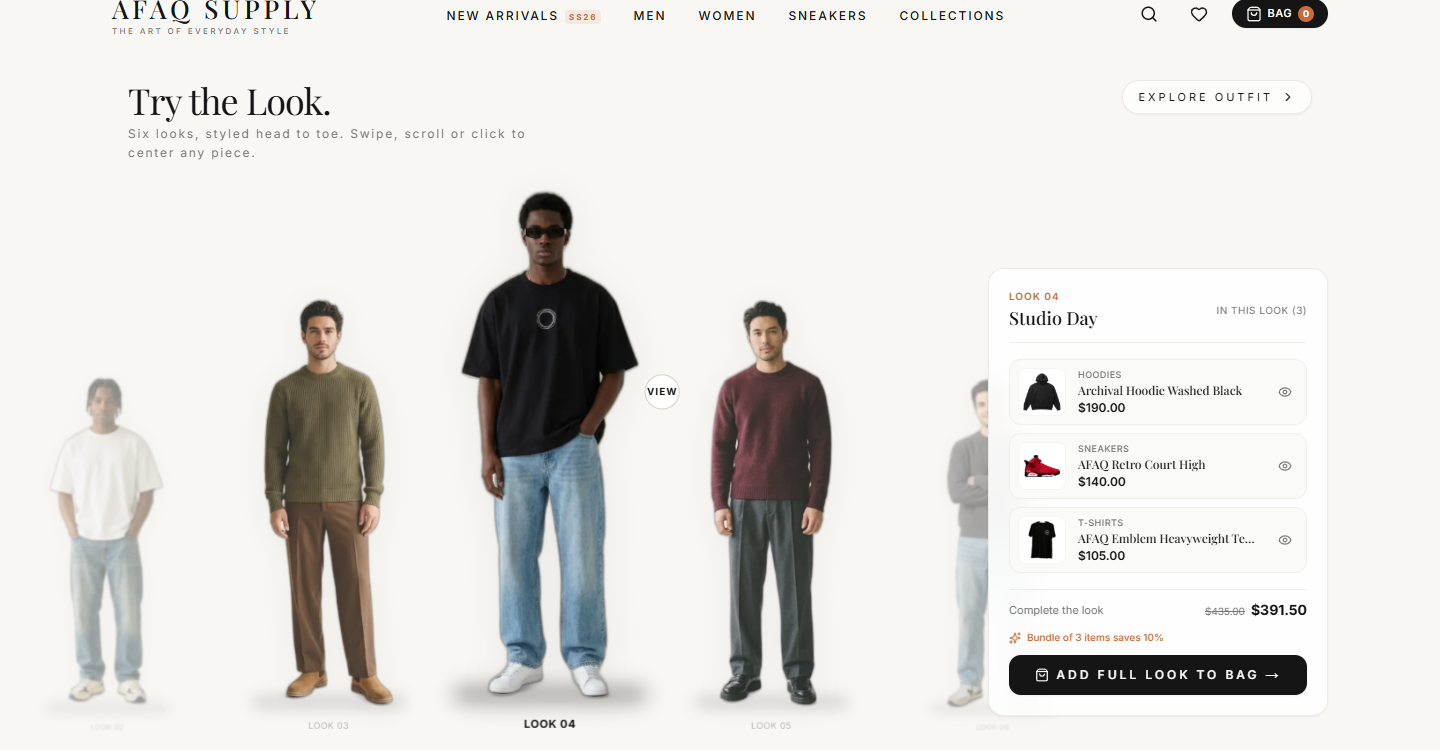 AFAQ SUPPLY
THE ART OF EVERYDAY STYLE
NEW ARRIVALS SS26 MEN WOMEN SNEAKERS COLLECTIONS
BAG 0
Try the Look.
EXPLORE OUTFIT
Six looks, styled head to toe. Swipe, scroll or click to
center any piece.
VIEW
LOOK 04
Studio Day
IN THIS LOOK (3)
HOODIES
Archival Hoodie Washed Black
$190.00
SNEAKERS
AFAQ Retro Court High
$140.00
T-SHIRTS
AFAQ Emblem Heavyweight Te...
$105.00
Complete the look $435.00 $391.50
Bundle of 3 items saves 10%
ADD FULL LOOK TO BAG →
LOOK 02
LOOK 03
LOOK 04
LOOK 05
LOOK 06